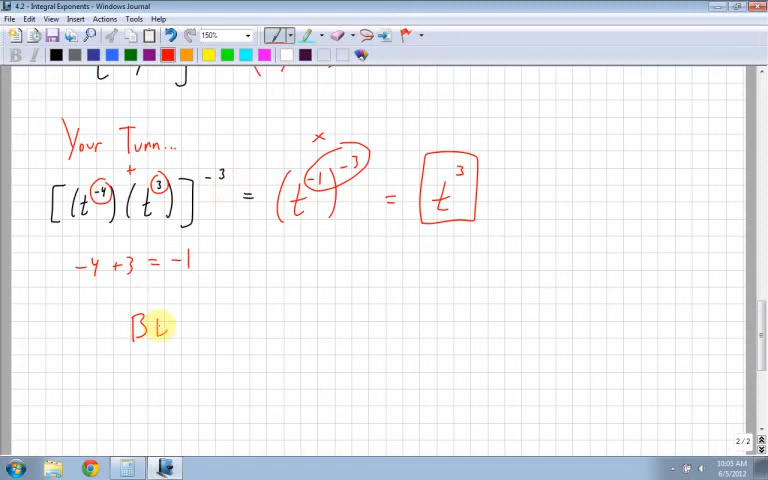 4.2 - Integral Exponents - Windows Journal
File Edit View Insert Actions Tools Help
150%
B I
Your Turn...
[(t^-4)(t^3)]^-3 = (t^-1)^-3 = t^3
+
×
-4 + 3 = -1
2 / 2
10:05 AM
6/5/2012